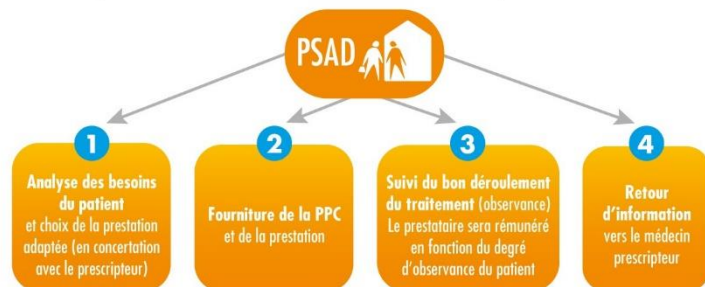 PSAD
1
Analyse des besoins
du patient
et choix de la prestation
adaptée (en concertation
avec le prescripteur)
2
Fourniture de la PPC
et de la prestation
3
Suivi du bon déroulement
du traitement (observance)
Le prestataire sera rémunéré
en fonction du degré
d'observance du patient
4
Retour
d'information
vers le médecin
prescripteur